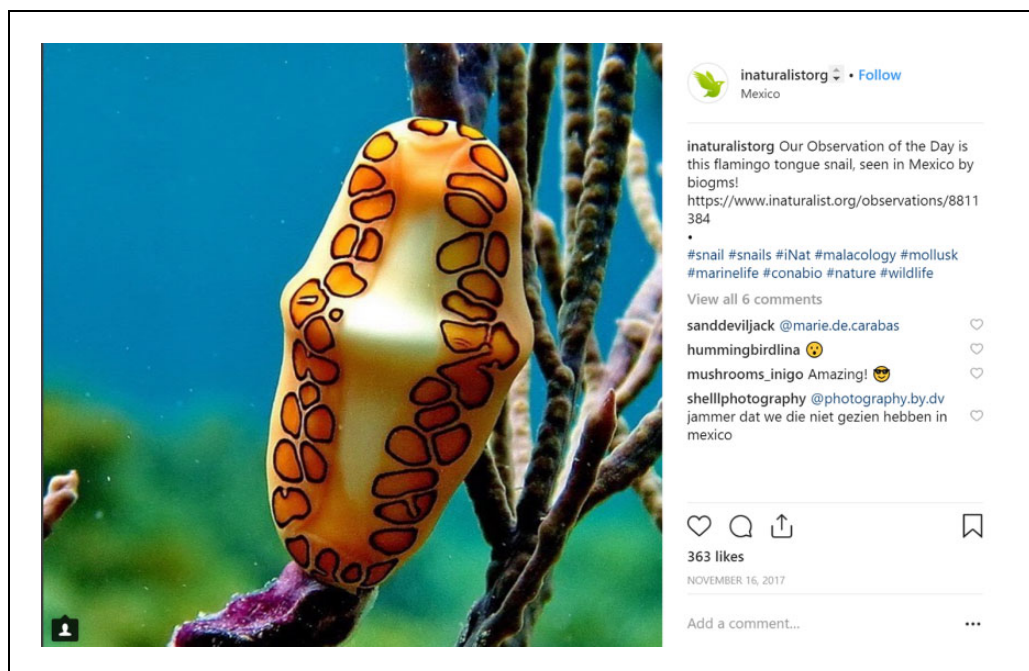 inaturalistorg • Follow
Mexico
inaturalistorg Our Observation of the Day is
this flamingo tongue snail, seen in Mexico by
biogms!
https://www.inaturalist.org/observations/8811
384
•
#snail #snails #iNat #malacology #mollusk
#marinelife #conabio #nature #wildlife
View all 6 comments
sanddeviljack @marie.de.carabas
hummingbirdlina 😯
mushrooms_inigo Amazing! 😎
shelllphotography @photography.by.dv
jammer dat we die niet gezien hebben in
mexico
363 likes
NOVEMBER 16, 2017
Add a comment...